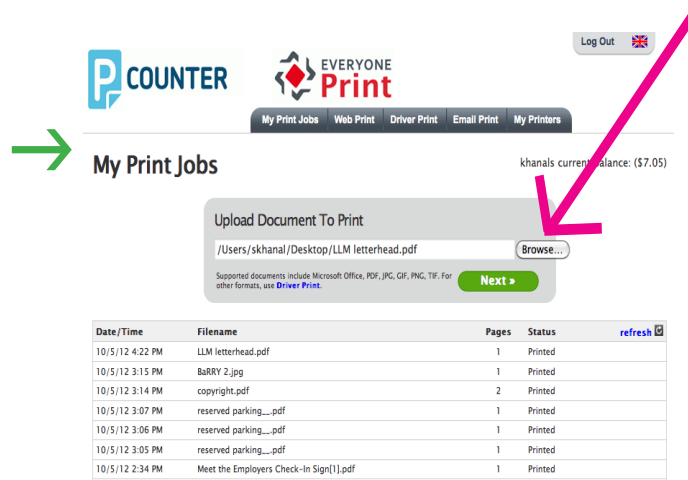 Log Out
P COUNTER
EVERYONE
Print
My Print Jobs Web Print Driver Print Email Print My Printers
My Print Jobs
khanals current balance: ($7.05)
Upload Document To Print
/Users/skhanal/Desktop/LLM letterhead.pdf Browse...
Supported documents include Microsoft Office, PDF, JPG, GIF, PNG, TIF. For
other formats, use Driver Print.
Next »
Date/Time Filename Pages Status refresh
10/5/12 4:22 PM LLM letterhead.pdf 1 Printed
10/5/12 3:15 PM BaRRY 2.jpg 1 Printed
10/5/12 3:14 PM copyright.pdf 2 Printed
10/5/12 3:07 PM reserved parking__.pdf 1 Printed
10/5/12 3:06 PM reserved parking__.pdf 1 Printed
10/5/12 3:05 PM reserved parking__.pdf 1 Printed
10/5/12 2:34 PM Meet the Employers Check-In Sign[1].pdf 1 Printed